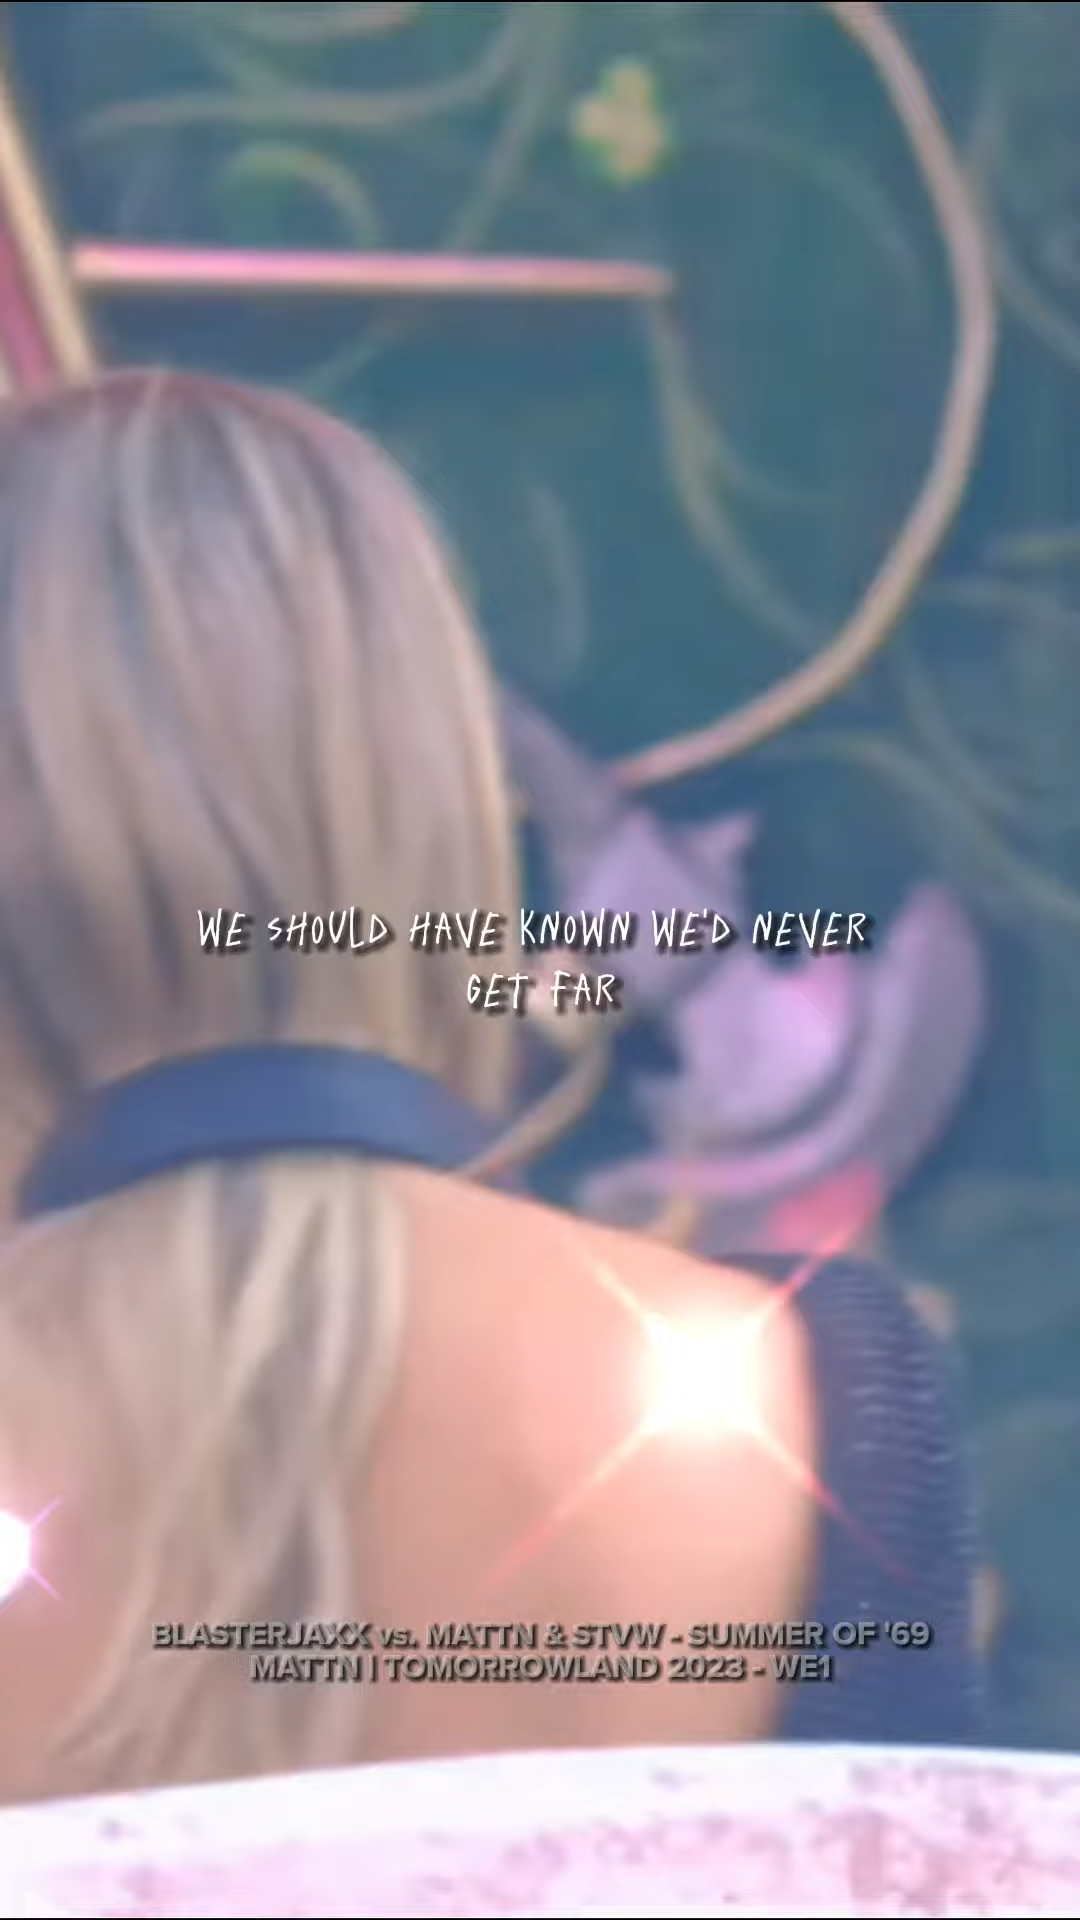 WE SHOULD HAVE KNOWN WE'D NEVER
GET FAR
BLASTERJAXX vs. MATTN & STVW - SUMMER OF '69
MATTN | TOMORROWLAND 2023 - WE1